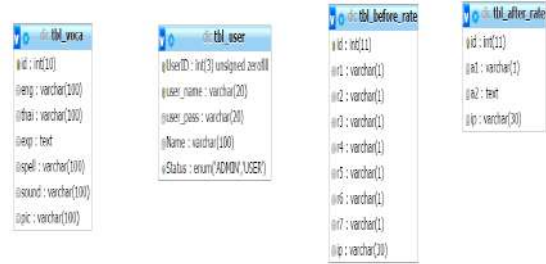 dic tbl_voca
id : int(10)
eng : varchar(100)
thai : varchar(100)
exp : text
spell : varchar(100)
sound : varchar(100)
pic : varchar(100)
dic tbl_user
UserID : int(3) unsigned zerofill
user_name : varchar(20)
user_pass : varchar(20)
Name : varchar(100)
Status : enum('ADMIN','USER')
dic tbl_before_rate
id : int(11)
r1 : varchar(1)
r2 : varchar(1)
r3 : varchar(1)
r4 : varchar(1)
r5 : varchar(1)
r6 : varchar(1)
r7 : varchar(1)
ip : varchar(30)
dic tbl_after_rate
id : int(11)
a1 : varchar(1)
a2 : text
ip : varchar(30)